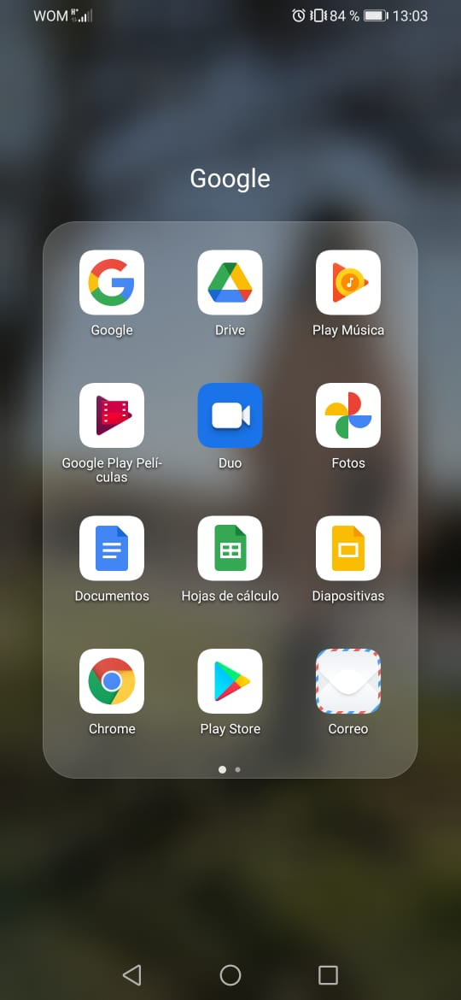 WOM H+ 84 % 13:03
Google
Google Drive Play Música
Google Play Pelí-
culas
Duo Fotos
Documentos Hojas de cálculo Diapositivas
Chrome Play Store Correo